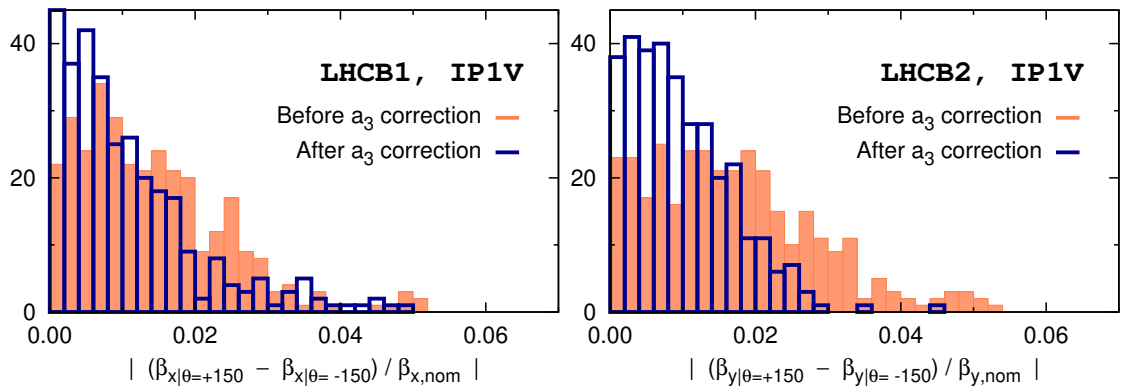 40
20
0
LHCB1, IP1V
Before a₃ correction
After a₃ correction
0.00 0.02 0.04 0.06
| (βₓ|θ=+150 − βₓ|θ= -150) / βₓ,nom |
40
20
0
LHCB2, IP1V
Before a₃ correction
After a₃ correction
0.00 0.02 0.04 0.06
| (βy|θ=+150 − βy|θ= -150) / βy,nom |